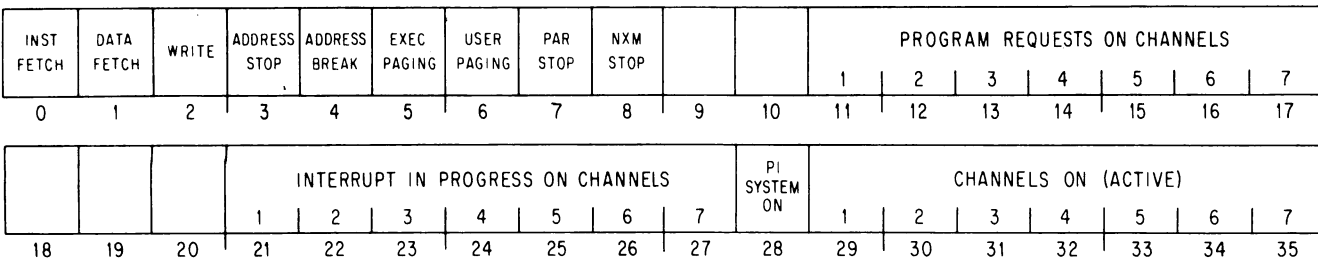 INST FETCH DATA FETCH WRITE ADDRESS STOP ADDRESS BREAK EXEC PAGING USER PAGING PAR STOP NXM STOP PROGRAM REQUESTS ON CHANNELS
1 2 3 4 5 6 7
0 1 2 3 4 5 6 7 8 9 10 11 12 13 14 15 16 17
INTERRUPT IN PROGRESS ON CHANNELS PI SYSTEM ON CHANNELS ON (ACTIVE)
1 2 3 4 5 6 7 1 2 3 4 5 6 7
18 19 20 21 22 23 24 25 26 27 28 29 30 31 32 33 34 35